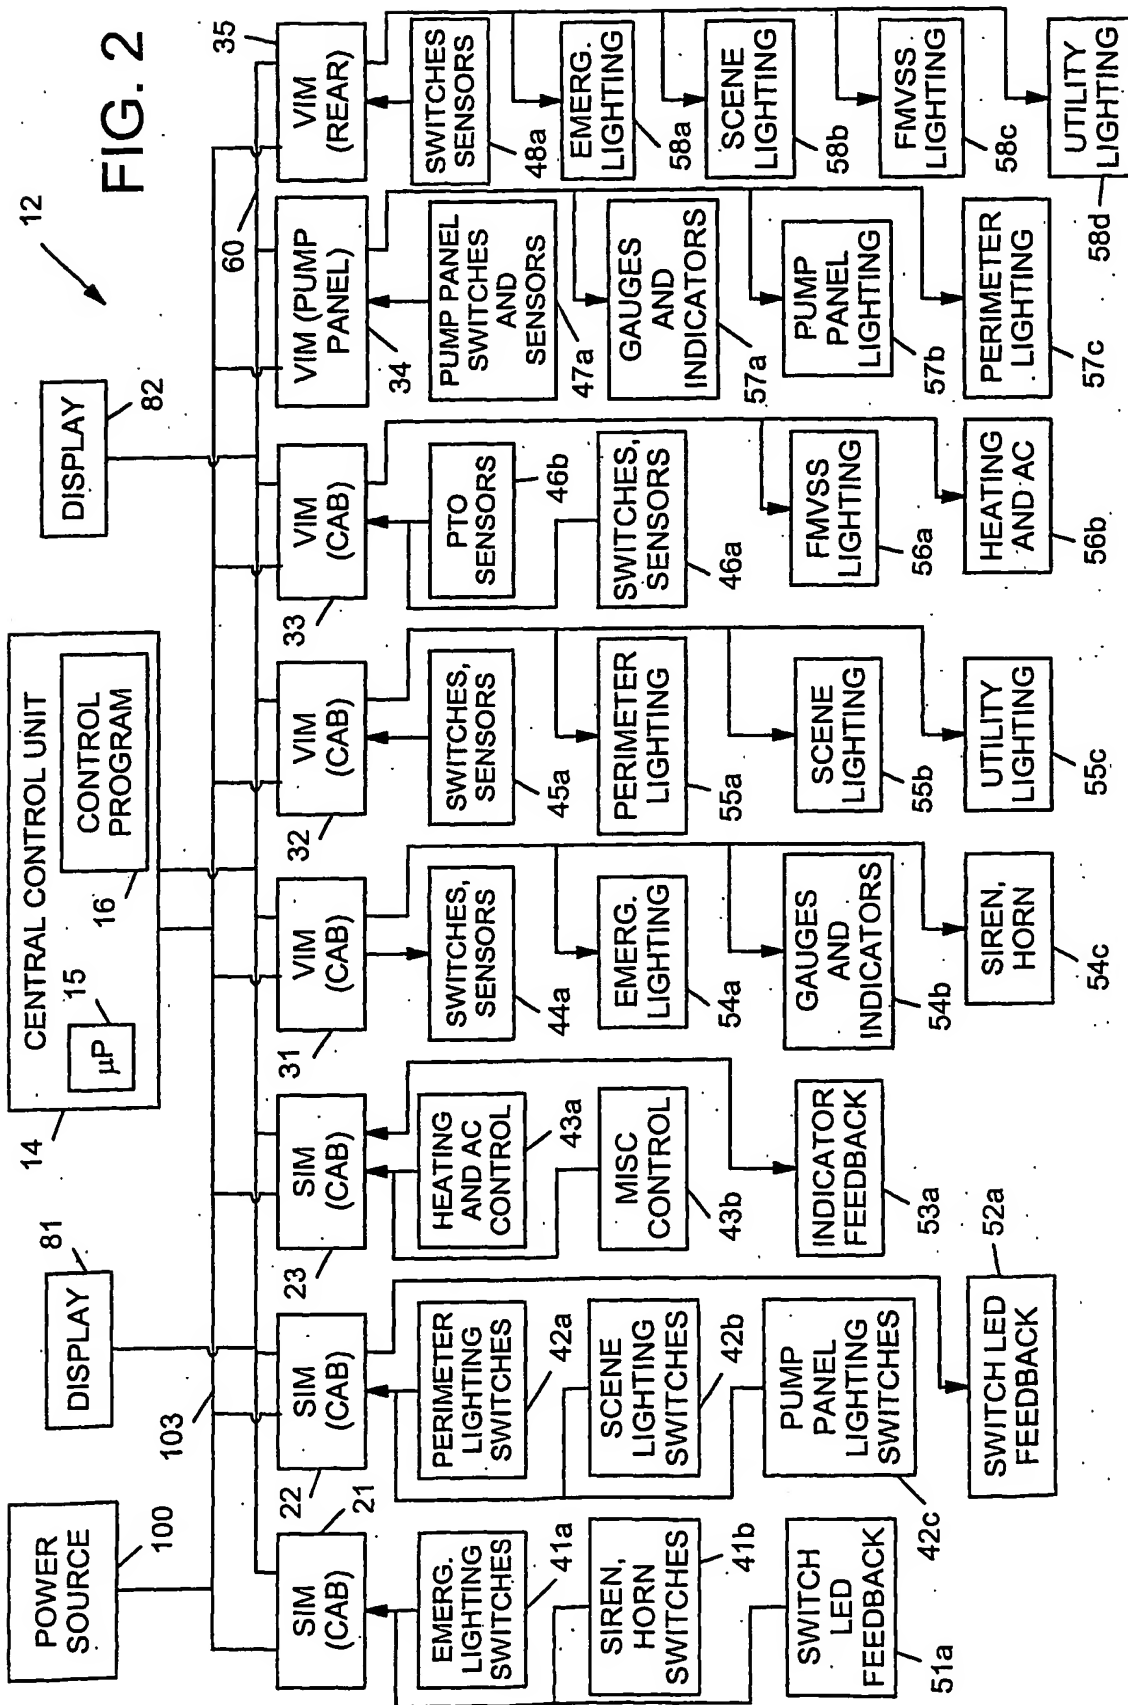 FIG. 2
12
POWER
SOURCE
100
103
DISPLAY
81
CENTRAL CONTROL UNIT
14
µP
15
CONTROL
PROGRAM
16
DISPLAY
82
60
SIM
(CAB)
21
EMERG.
LIGHTING
SWITCHES
41a
SIREN,
HORN
SWITCHES
41b
SWITCH
LED
FEEDBACK
51a
SIM
(CAB)
22
PERIMETER
LIGHTING
SWITCHES
42a
SCENE
LIGHTING
SWITCHES
42b
PUMP
PANEL
LIGHTING
SWITCHES
42c
SWITCH LED
FEEDBACK
52a
SIM
(CAB)
23
HEATING
AND AC
CONTROL
43a
MISC
CONTROL
43b
INDICATOR
FEEDBACK
53a
VIM
(CAB)
31
SWITCHES,
SENSORS
44a
EMERG.
LIGHTING
54a
GAUGES
AND
INDICATORS
54b
SIREN,
HORN
54c
VIM
(CAB)
32
SWITCHES,
SENSORS
45a
PERIMETER
LIGHTING
55a
SCENE
LIGHTING
55b
UTILITY
LIGHTING
55c
VIM
(CAB)
33
PTO
SENSORS
46b
SWITCHES,
SENSORS
46a
FMVSS
LIGHTING
56a
HEATING
AND AC
56b
VIM (PUMP
PANEL)
34
PUMP PANEL
SWITCHES
AND
SENSORS
47a
GAUGES
AND
INDICATORS
57a
PUMP
PANEL
LIGHTING
57b
PERIMETER
LIGHTING
57c
VIM
(REAR)
35
SWITCHES
SENSORS
48a
EMERG.
LIGHTING
58a
SCENE
LIGHTING
58b
FMVSS
LIGHTING
58c
UTILITY
LIGHTING
58d